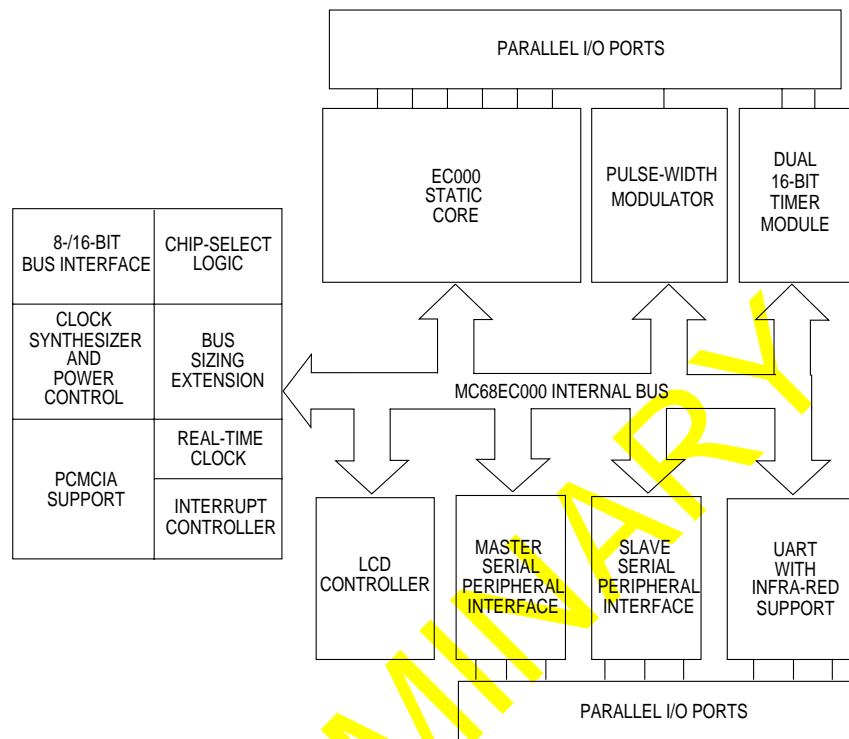 PARALLEL I/O PORTS
EC000
STATIC
CORE
PULSE-WIDTH
MODULATOR
DUAL
16-BIT
TIMER
MODULE
8-/16-BIT
BUS INTERFACE
CHIP-SELECT
LOGIC
CLOCK
SYNTHESIZER
AND
POWER
CONTROL
BUS
SIZING
EXTENSION
MC68EC000 INTERNAL BUS
PCMCIA
SUPPORT
REAL-TIME
CLOCK
INTERRUPT
CONTROLLER
LCD
CONTROLLER
MASTER
SERIAL
PERIPHERAL
INTERFACE
SLAVE
SERIAL
PERIPHERAL
INTERFACE
UART
WITH
INFRA-RED
SUPPORT
PARALLEL I/O PORTS
MINARY